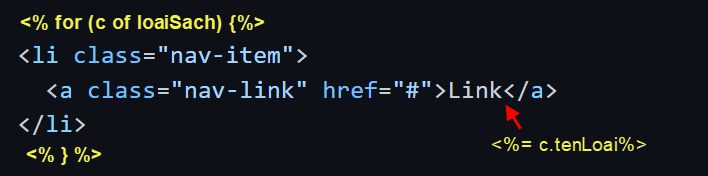 <% for (c of loaiSach) {%>
<li class="nav-item">
<a class="nav-link" href="#">Link</a>
</li>
<% } %>
<%= c.tenLoai%>